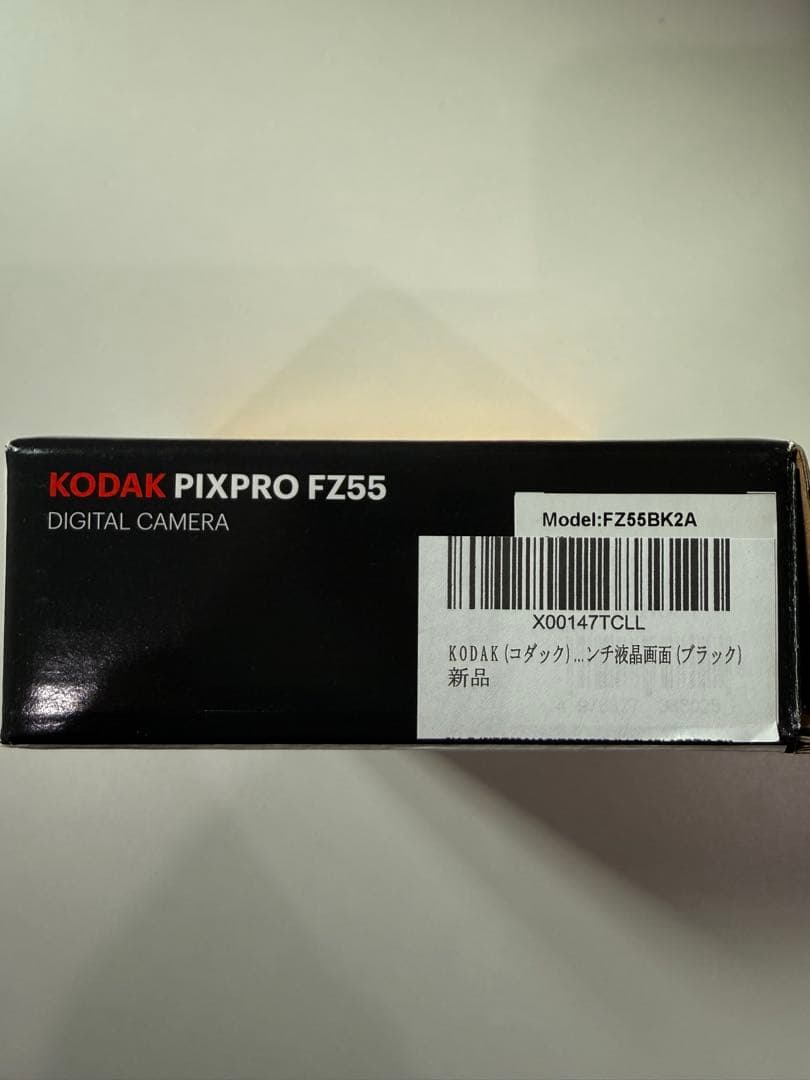 KODAK PIXPRO FZ55
DIGITAL CAMERA
Model:FZ55BK2A
X00147TCLL
KODAK(コダック)...ンチ液晶画面(ブラック)
新品